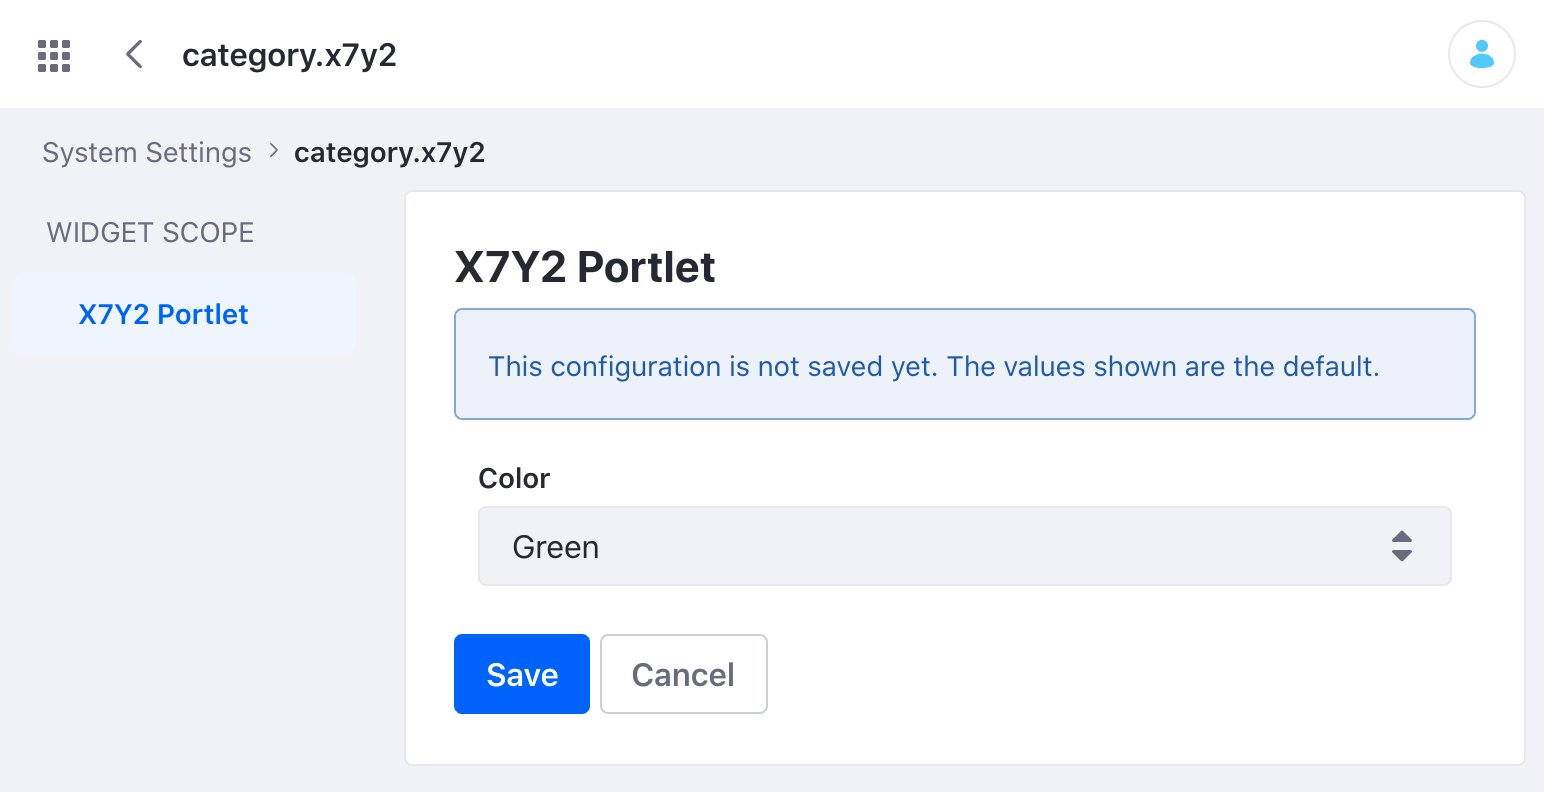 category.x7y2
System Settings > category.x7y2
WIDGET SCOPE
X7Y2 Portlet
X7Y2 Portlet
This configuration is not saved yet. The values shown are the default.
Color
Green
Save Cancel